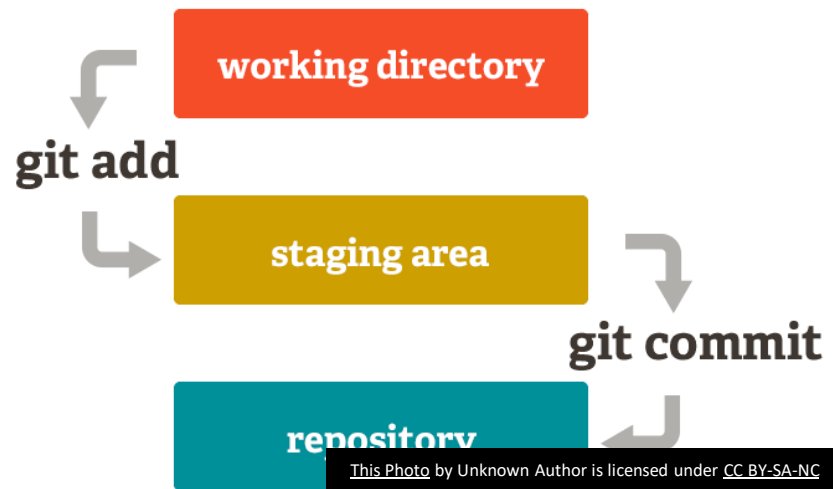 working directory
git add
staging area
git commit
repository
This Photo by Unknown Author is licensed under CC BY-SA-NC